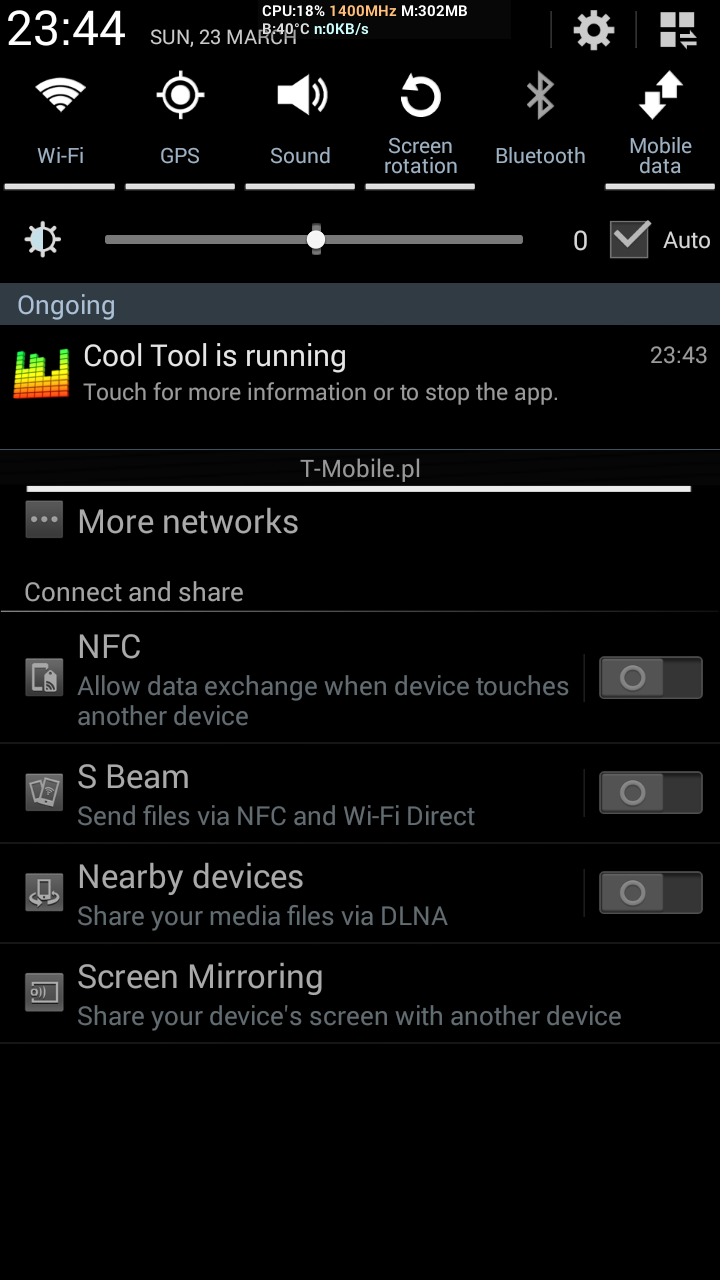 23:44 SUN, 23 MARCH
CPU:18% 1400MHz M:302MB
B:40°C n:0KB/s
Wi-Fi
GPS
Sound
Screen
rotation
Bluetooth
Mobile
data
0 Auto
Ongoing
Cool Tool is running 23:43
Touch for more information or to stop the app.
T-Mobile.pl
More networks
Connect and share
NFC
Allow data exchange when device touches
another device
S Beam
Send files via NFC and Wi-Fi Direct
Nearby devices
Share your media files via DLNA
Screen Mirroring
Share your device's screen with another device